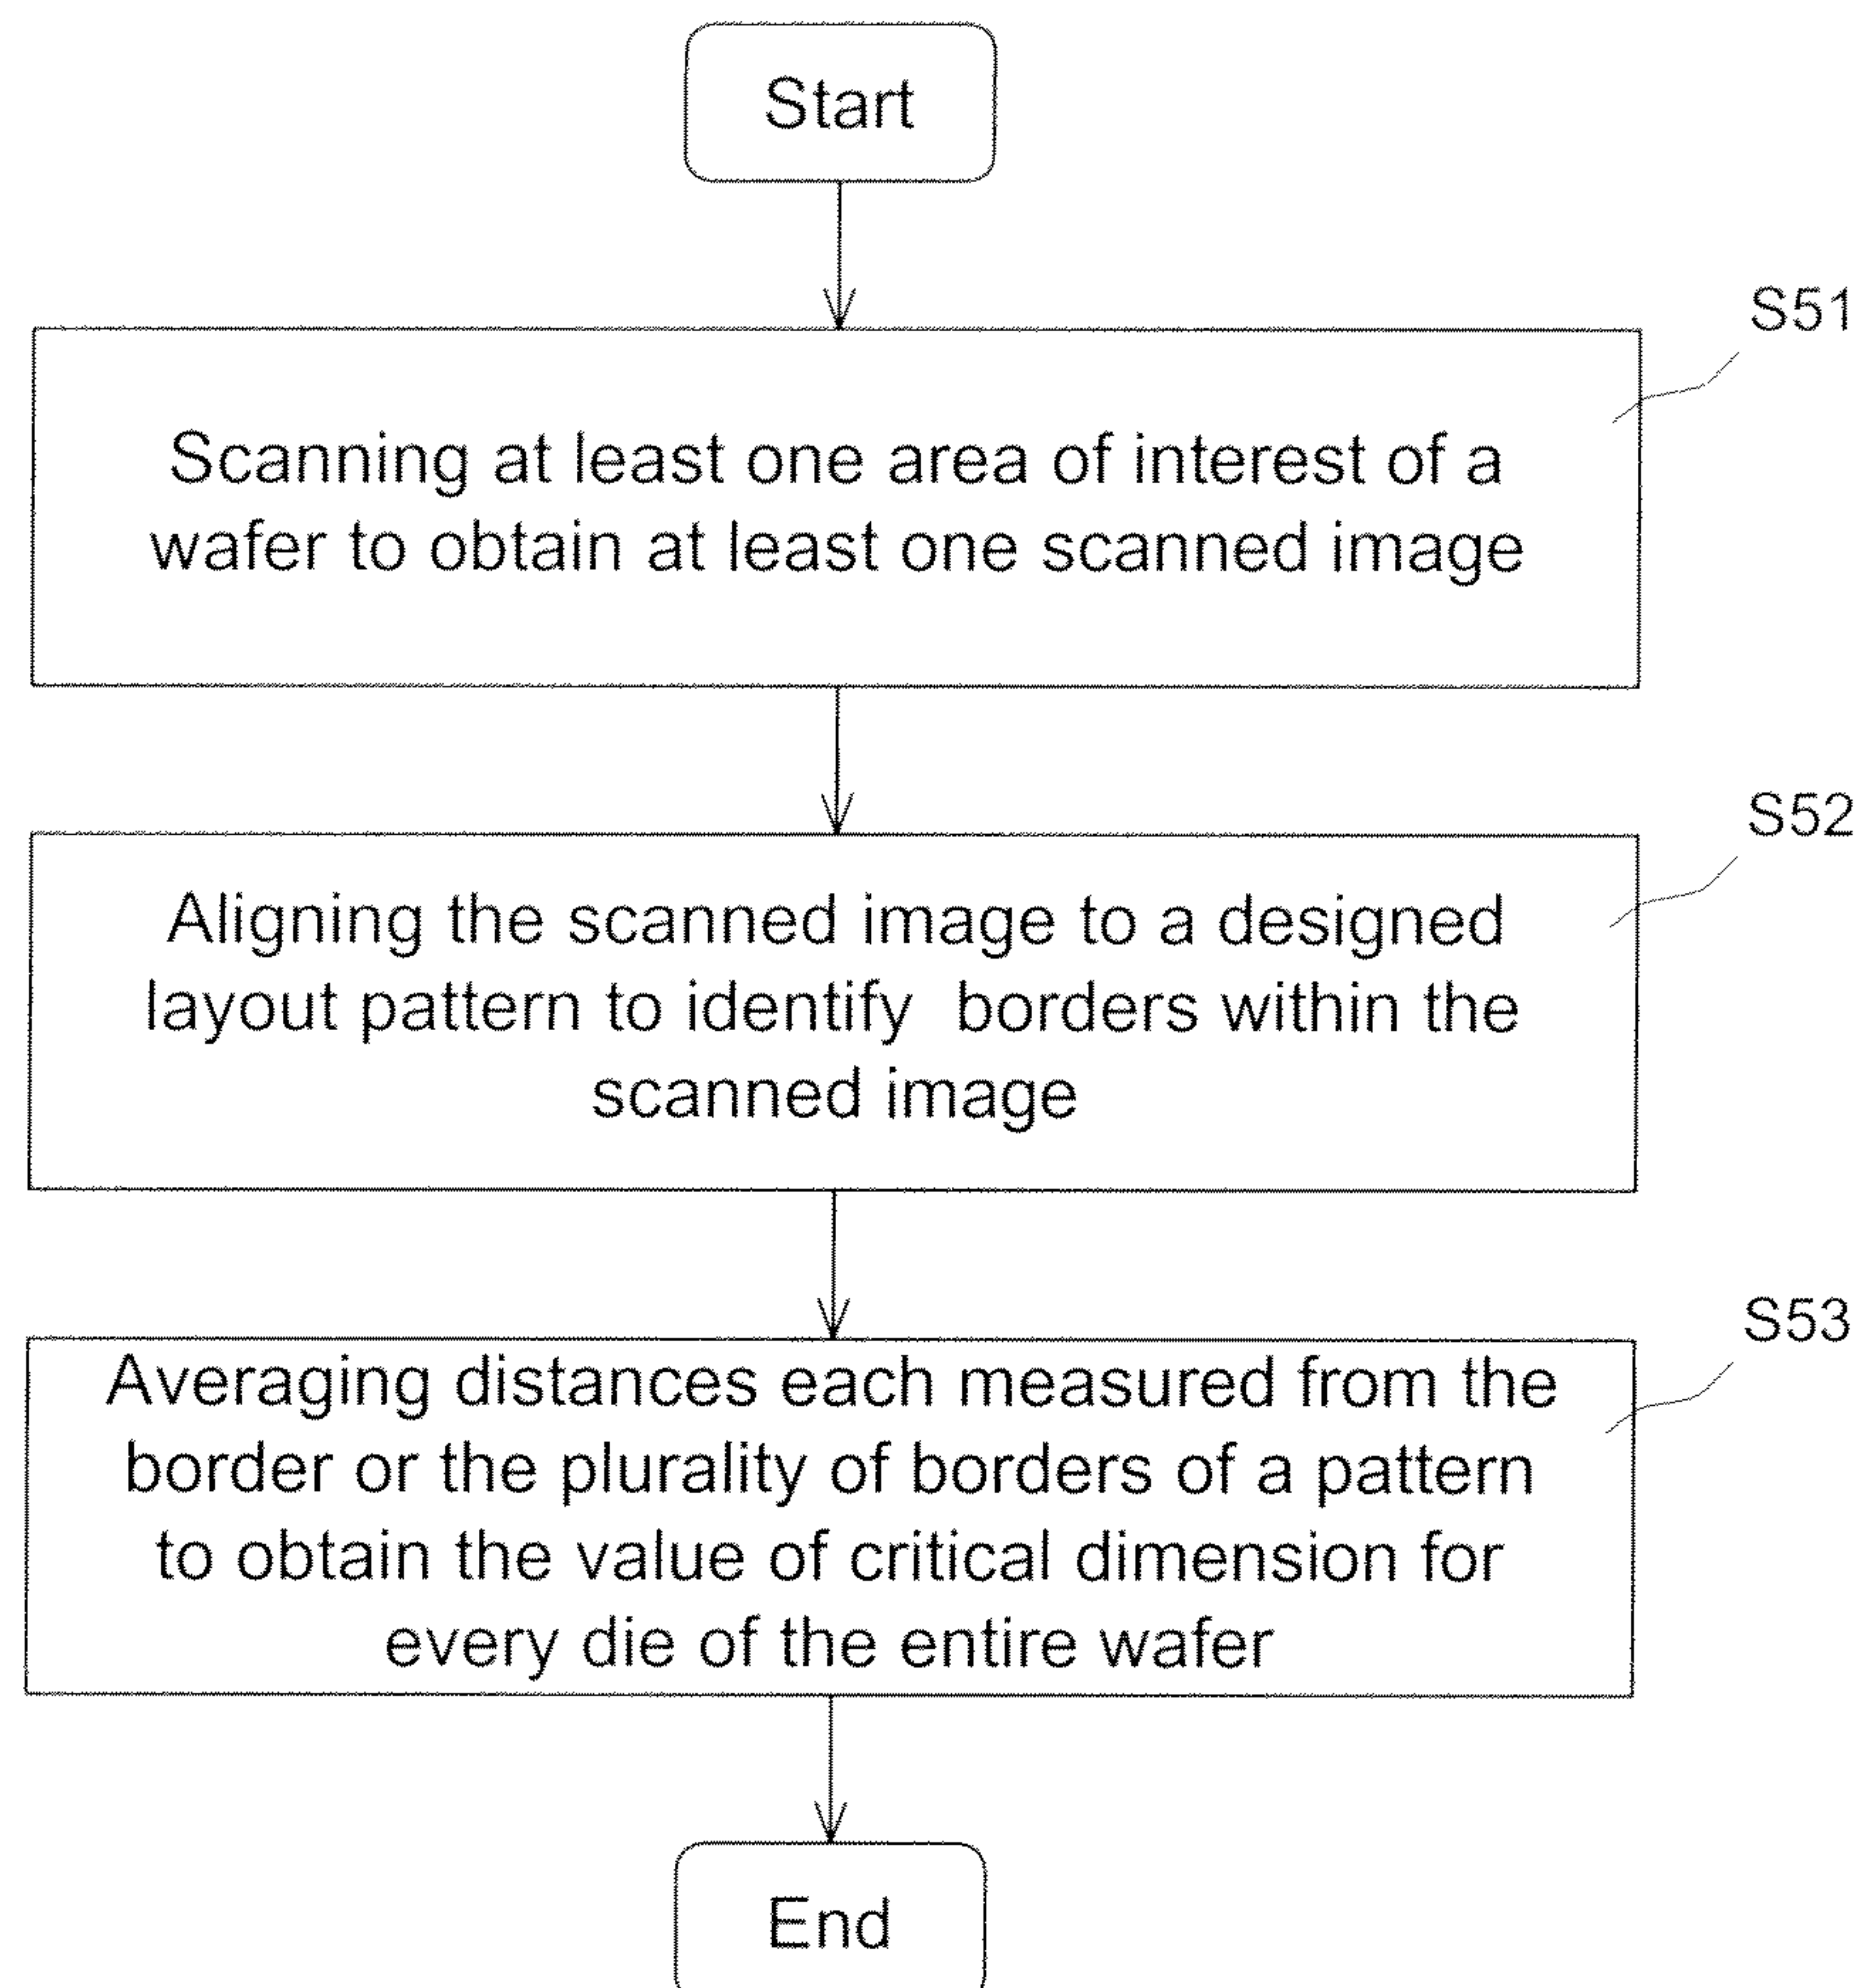 Start
S51
Scanning at least one area of interest of a
wafer to obtain at least one scanned image
S52
Aligning the scanned image to a designed
layout pattern to identify  borders within the
scanned image
S53
Averaging distances each measured from the
border or the plurality of borders of a pattern
to obtain the value of critical dimension for
every die of the entire wafer
End